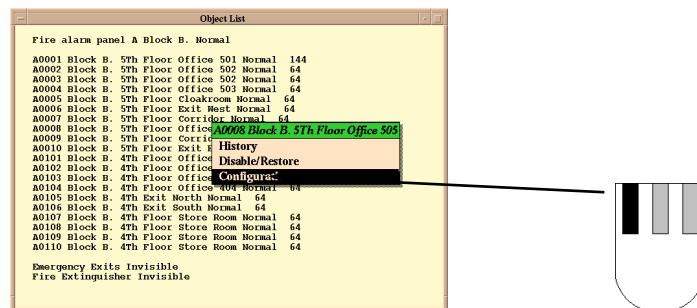 Object List
Fire alarm panel A Block B. Normal
A0001 Block B. 5Th Floor Office 501 Normal 144
A0002 Block B. 5Th Floor Office 502 Normal 64
A0003 Block B. 5Th Floor Office 502 Normal 64
A0004 Block B. 5Th Floor Office 503 Normal 64
A0005 Block B. 5Th Floor Cloakroom Normal 64
A0006 Block B. 5Th Floor Exit West Normal 64
A0007 Block B. 5Th Floor Corridor Normal 64
A0008 Block B. 5Th Floor Office
A0008 Block B. 5Th Floor Office 505
A0009 Block B. 5Th Floor
History
A0010 Block B. 5Th Floor Exit
A0101 Block B. 4Th Floor Office
Disable/Restore
A0102 Block B. 4Th Floor Office
A0103 Block B. 4Th Floor Office
A0104 Block B. 4Th Floor Office 404 Normal 64
A0105 Block B. 4Th Exit North Normal 64
A0106 Block B. 4Th Exit South Normal 64
A0107 Block B. 4Th Floor Store Room Normal 64
A0108 Block B. 4Th Floor Store Room Normal 64
A0109 Block B. 4Th Floor Store Room Normal 64
A0110 Block B. 4Th Floor Store Room Normal 64
Emergency Exits Invisible
Fire Extinguisher Invisible